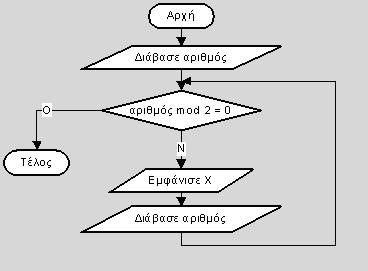 Αρχή
Διάβασε αριθμός
αριθμός mod 2 = 0
Ο
Ν
Τέλος
Εμφάνισε Χ
Διάβασε αριθμός